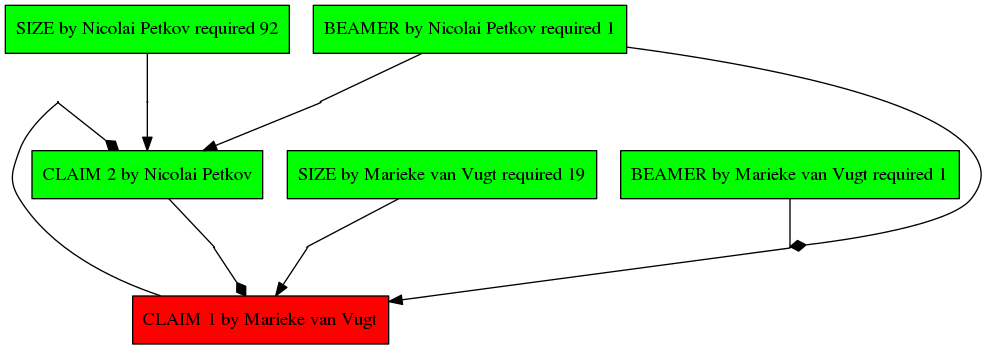 SIZE by Nicolai Petkov required 92
BEAMER by Nicolai Petkov required 1
CLAIM 2 by Nicolai Petkov
SIZE by Marieke van Vugt required 19
BEAMER by Marieke van Vugt required 1
CLAIM 1 by Marieke van Vugt